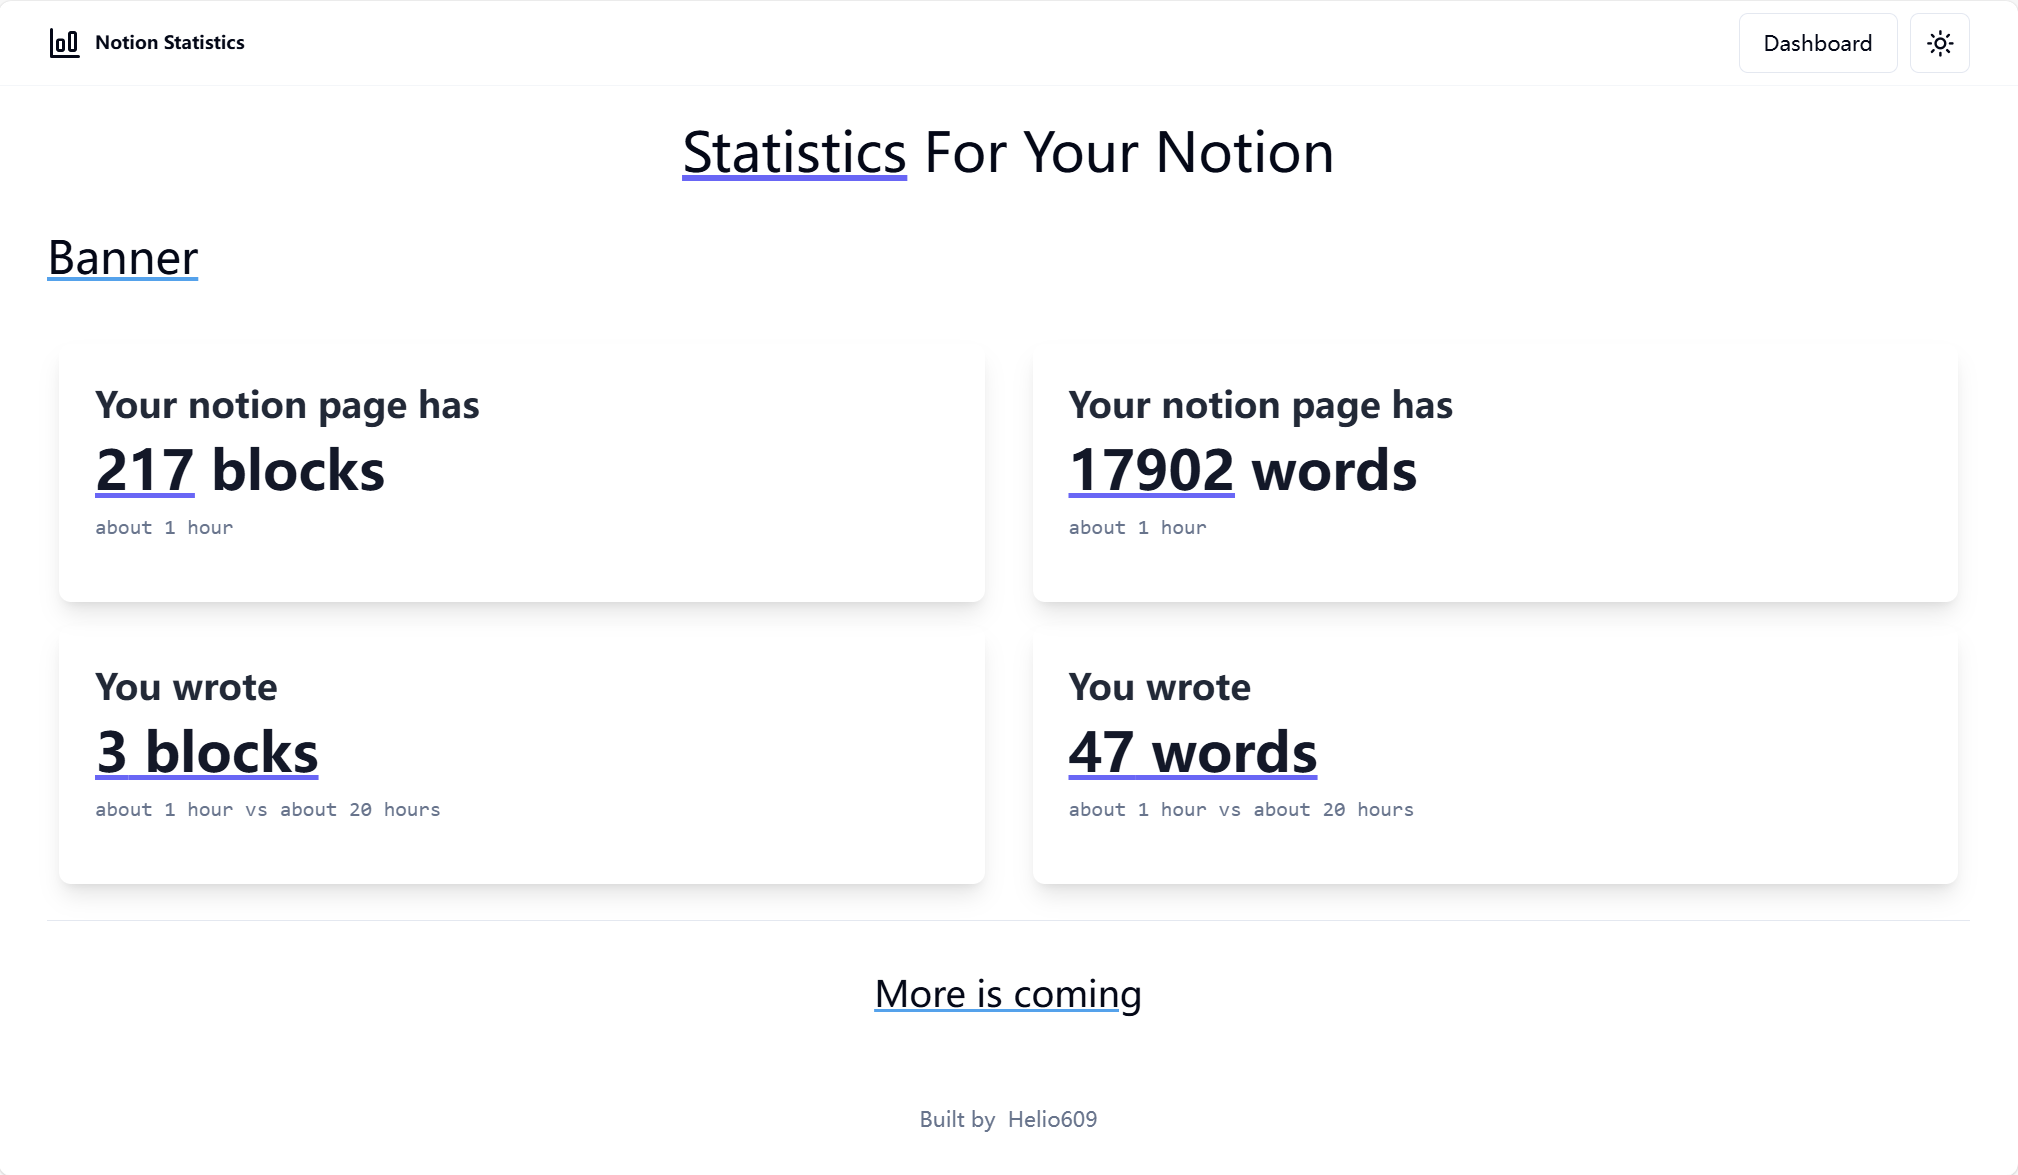 Notion Statistics
Dashboard
Statistics For Your Notion
Banner
Your notion page has
217 blocks
about 1 hour
Your notion page has
17902 words
about 1 hour
You wrote
3 blocks
about 1 hour vs about 20 hours
You wrote
47 words
about 1 hour vs about 20 hours
More is coming
Built by Helio609